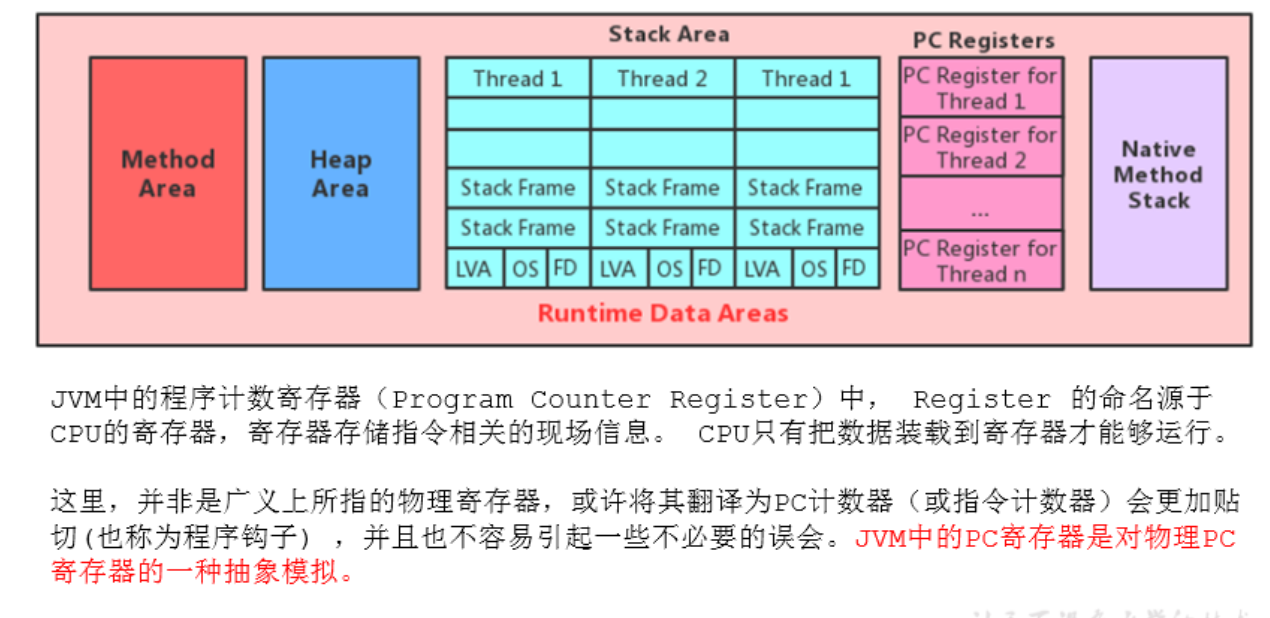 Stack Area
PC Registers
Thread 1
Thread 2
Thread 1
PC Register for
Thread 1
PC Register for
Thread 2
Method
Area
Heap
Area
Native
Method
Stack
Stack Frame
Stack Frame
Stack Frame
...
Stack Frame
Stack Frame
Stack Frame
PC Register for
Thread n
LVA OS FD LVA OS FD LVA OS FD
Runtime Data Areas
JVM中的程序计数寄存器（Program Counter Register）中， Register 的命名源于
CPU的寄存器，寄存器存储指令相关的现场信息。 CPU只有把数据装载到寄存器才能够运行。
这里，并非是广义上所指的物理寄存器，或许将其翻译为PC计数器（或指令计数器）会更加贴
切(也称为程序钩子) ，并且也不容易引起一些不必要的误会。JVM中的PC寄存器是对物理PC
寄存器的一种抽象模拟。